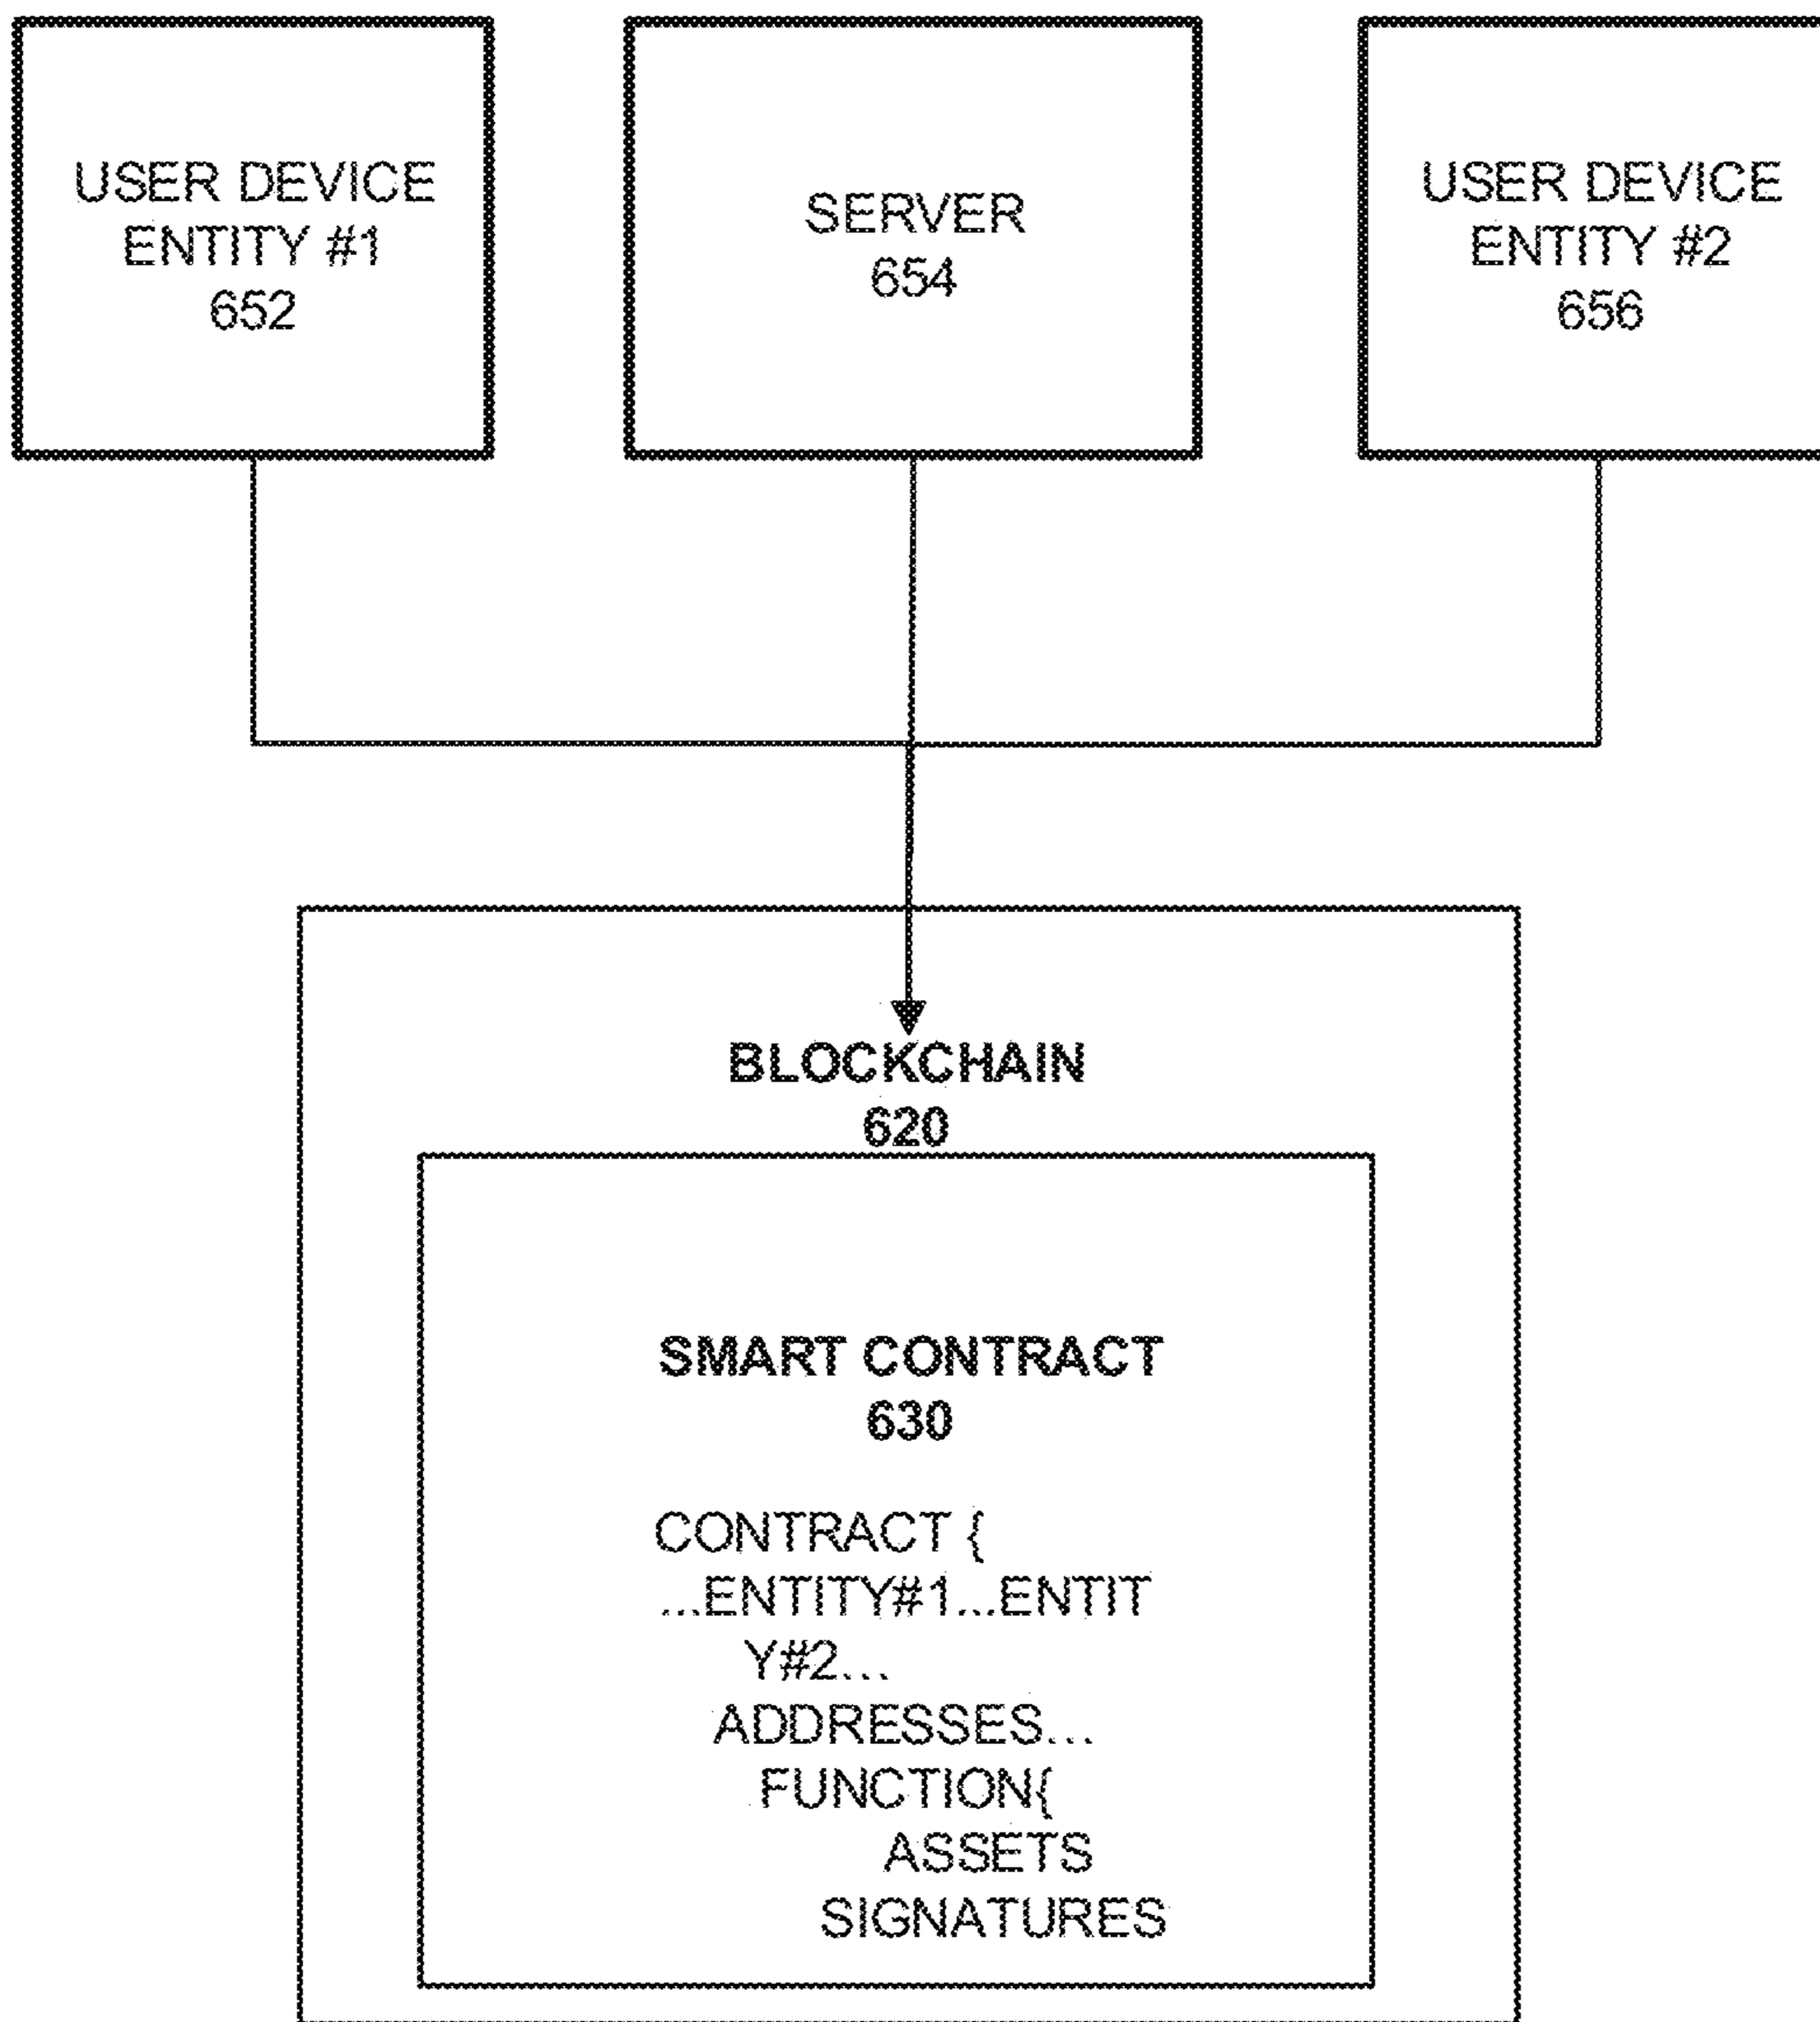 USER DEVICE
ENTITY #1
652
SERVER
654
USER DEVICE
ENTITY #2
656
BLOCKCHAIN
620
SMART CONTRACT
630
CONTRACT {
...ENTITY#1...ENTIT
Y#2...
ADDRESSES...
FUNCTION{
ASSETS
SIGNATURES